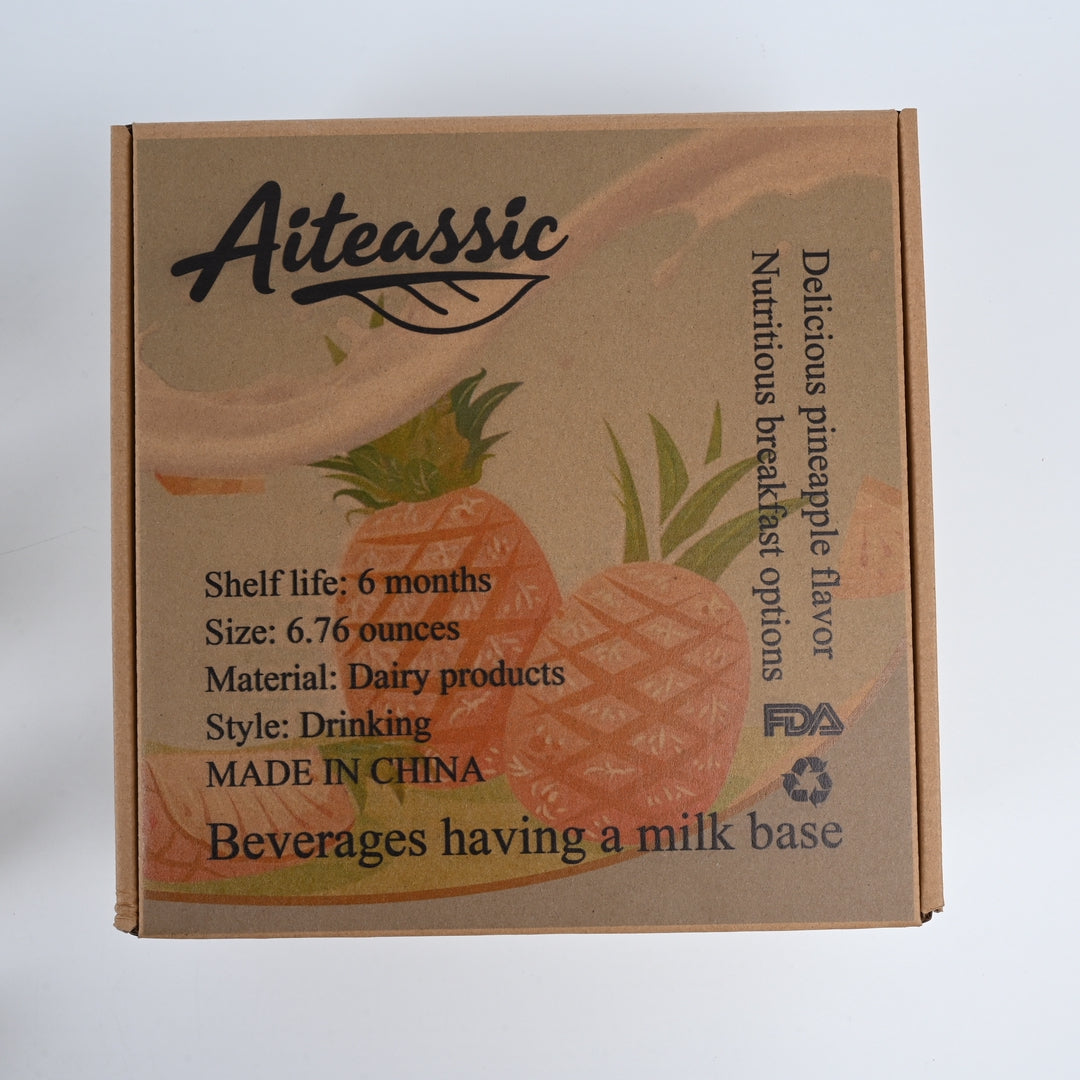 Aiteassic
Delicious pineapple flavor
Nutritious breakfast options
Shelf life: 6 months
Size: 6.76 ounces
Material: Dairy products
Style: Drinking
MADE IN CHINA
FDA
Beverages having a milk base